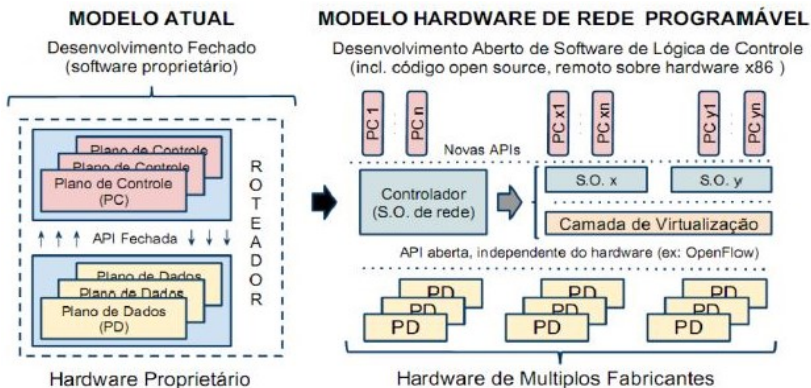 MODELO ATUAL
Desenvolvimento Fechado
(software proprietário)
Plano de Controle
Plano de Controle
Plano de Controle
(PC)
API Fechada
Plano de Dados
Plano de Dados
Plano de Dados
(PD)
ROTEADOR
Hardware Proprietário
MODELO HARDWARE DE REDE PROGRAMÁVEL
Desenvolvimento Aberto de Software de Lógica de Controle
(incl. código open source, remoto sobre hardware x86 )
PC 1
PC n
PC x1
PC xn
PC y1
PC yn
Novas APIs
Controlador
(S.O. de rede)
S.O. x
S.O. y
Camada de Virtualização
API aberta, independente do hardware (ex: OpenFlow)
PD
PD
PD
PD
PD
PD
PD
PD
PD
Hardware de Multiplos Fabricantes